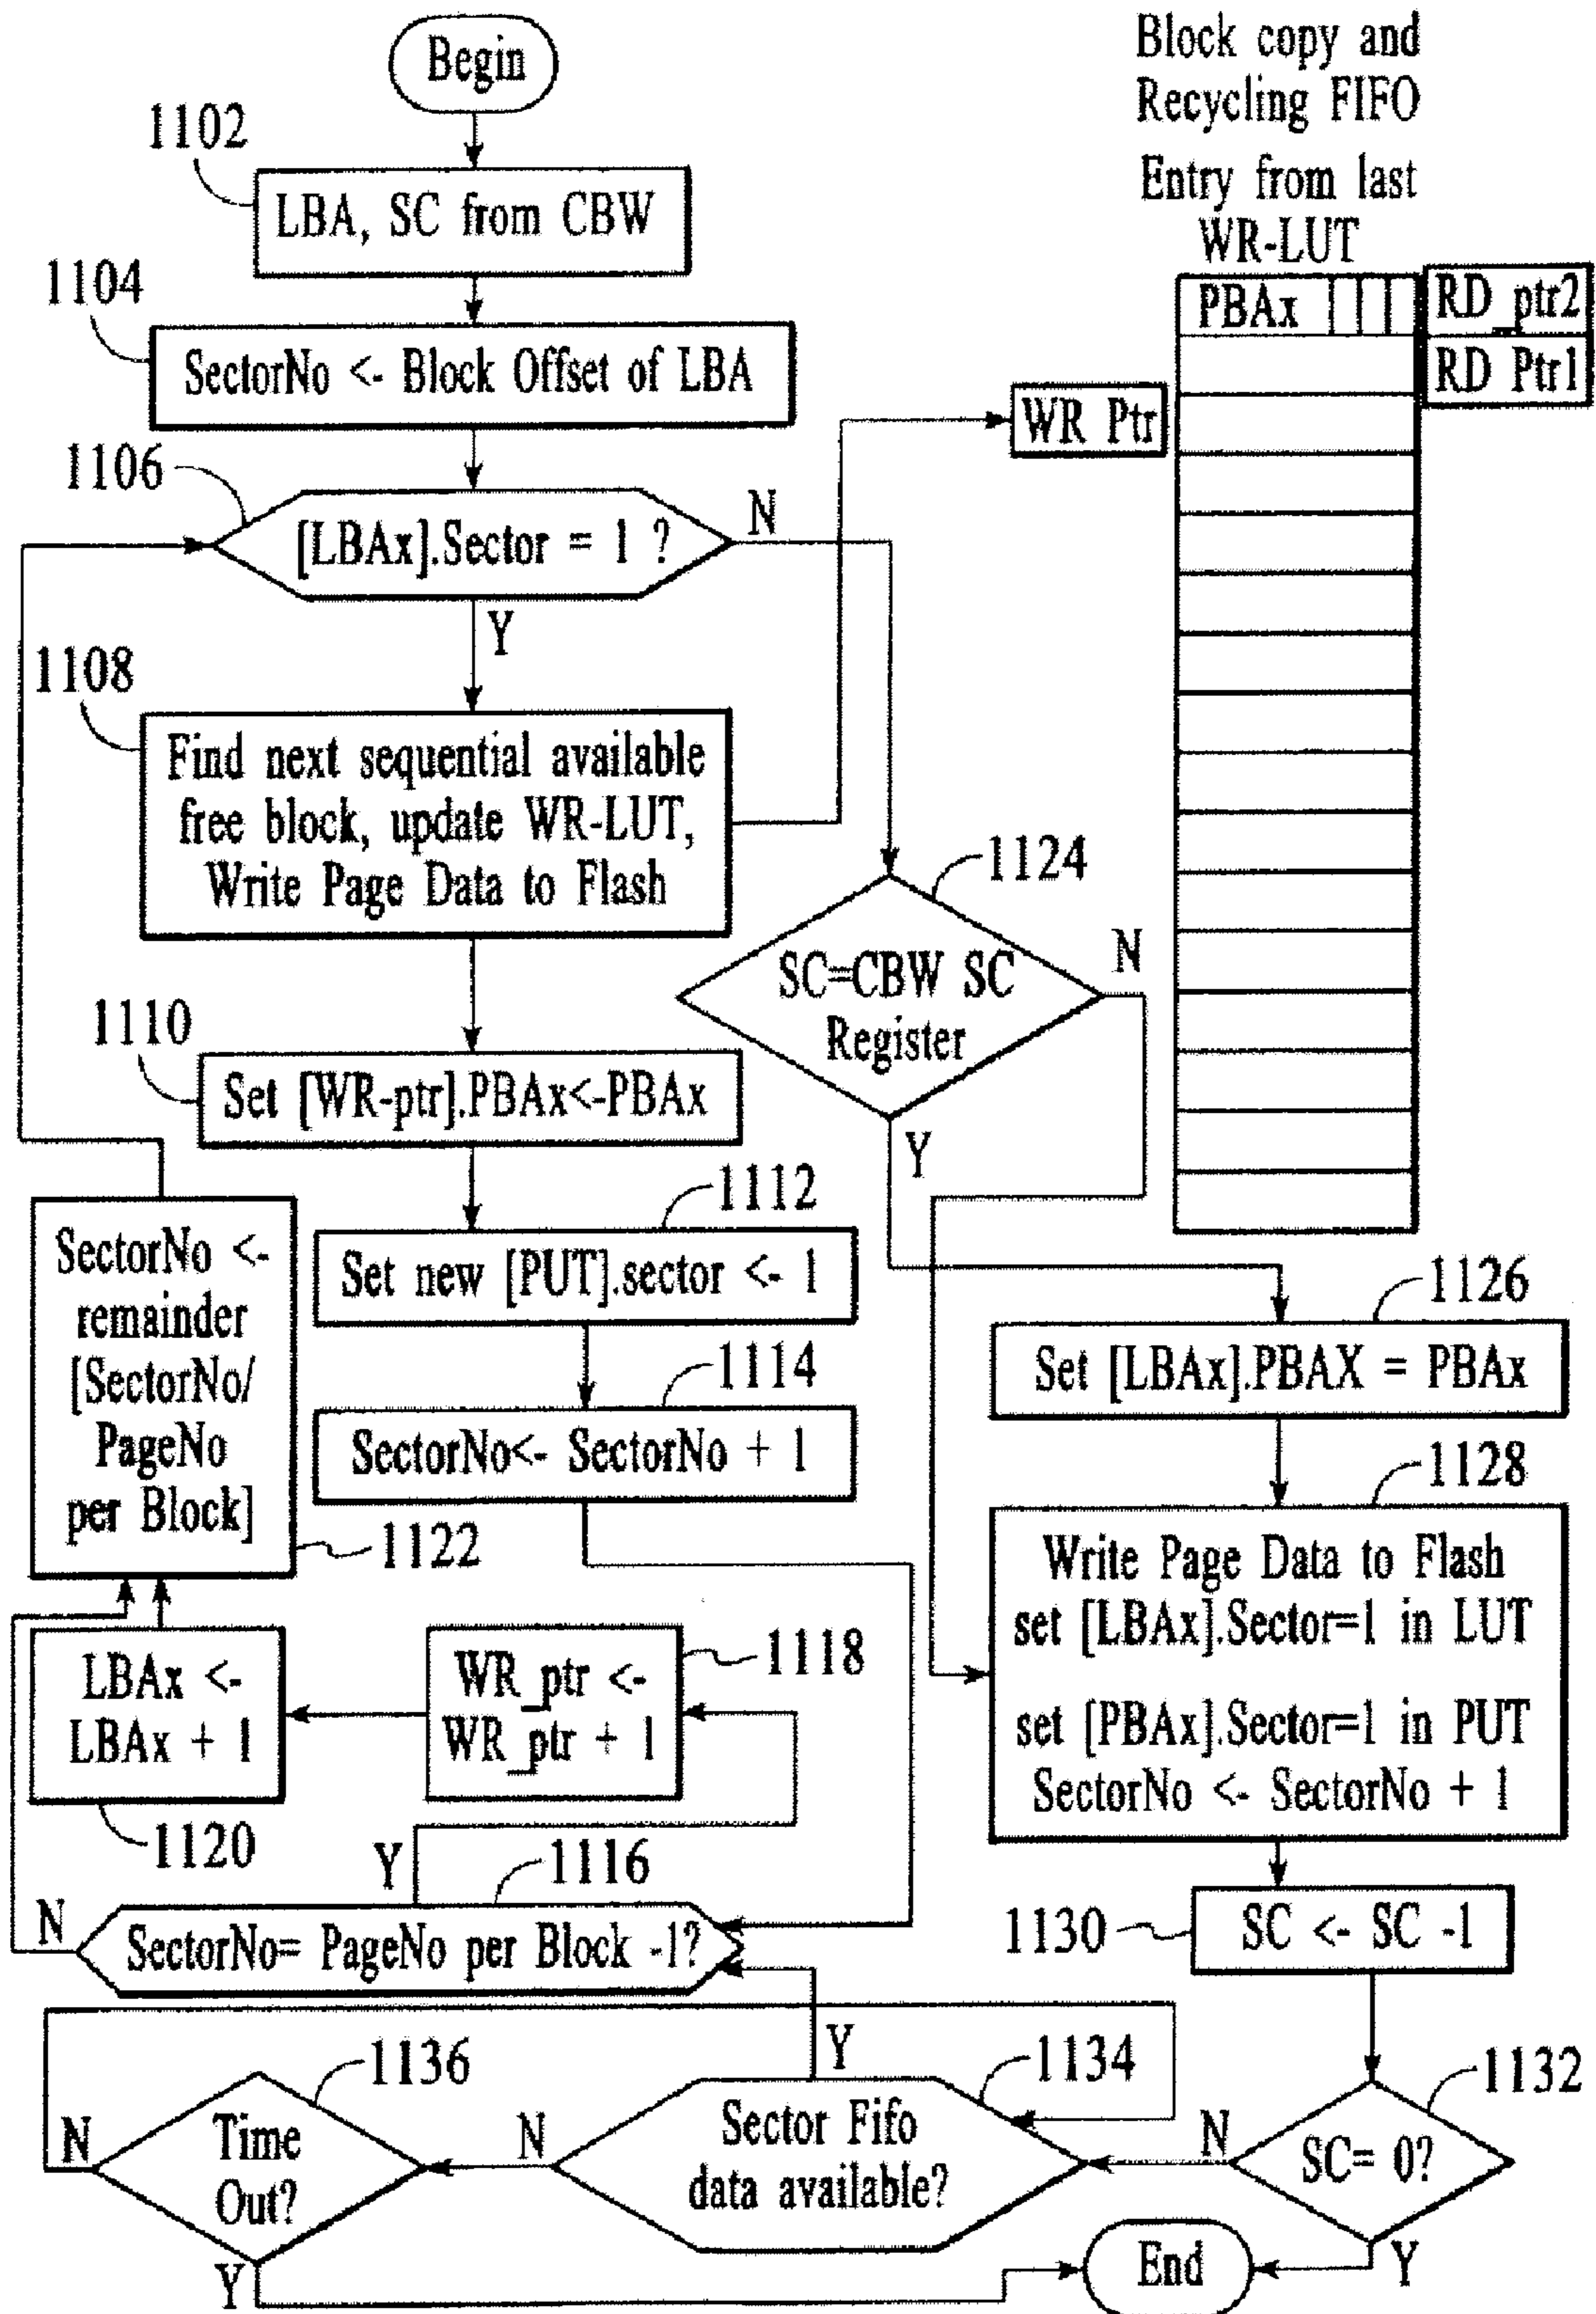 Begin
1102
LBA, SC from CBW
1104
SectorNo <- Block Offset of LBA
1106
[LBAx].Sector = 1 ?
N
Y
1108
Find next sequential available
free block, update WR-LUT,
Write Page Data to Flash
1110
Set [WR-ptr].PBAx<-PBAx
1112
Set new [PUT].sector <- 1
1114
SectorNo<- SectorNo + 1
SectorNo <-
remainder
[SectorNo/
PageNo
per Block]
1122
LBAx <-
LBAx + 1
1120
WR_ptr <-
WR_ptr + 1
1118
Y
1116
N
SectorNo= PageNo per Block -1?
Block copy and
Recycling FIFO
Entry from last
WR-LUT
PBAx
RD_ptr2
RD Ptr1
WR Ptr
1124
SC=CBW SC
Register
N
Y
1126
Set [LBAx].PBAX = PBAx
1128
Write Page Data to Flash
set [LBAx].Sector=1 in LUT
set [PBAx].Sector=1 in PUT
SectorNo <- SectorNo + 1
1130
SC <- SC -1
1132
SC= 0?
N
Y
1134
Sector Fifo
data available?
Y
N
1136
Time
Out?
N
Y
End